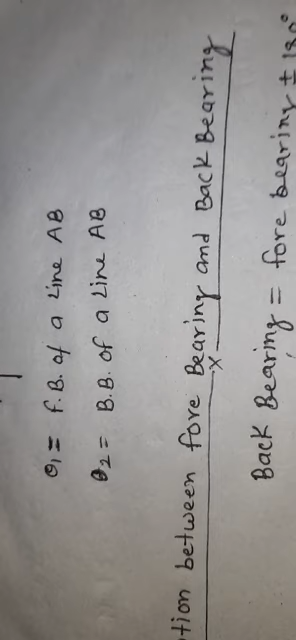 θ1 = F.B. of a Line AB
θ2 = B.B. of a Line AB
between fore Bearing and Back Bearing
Back Bearing = fore bearing ± 180°